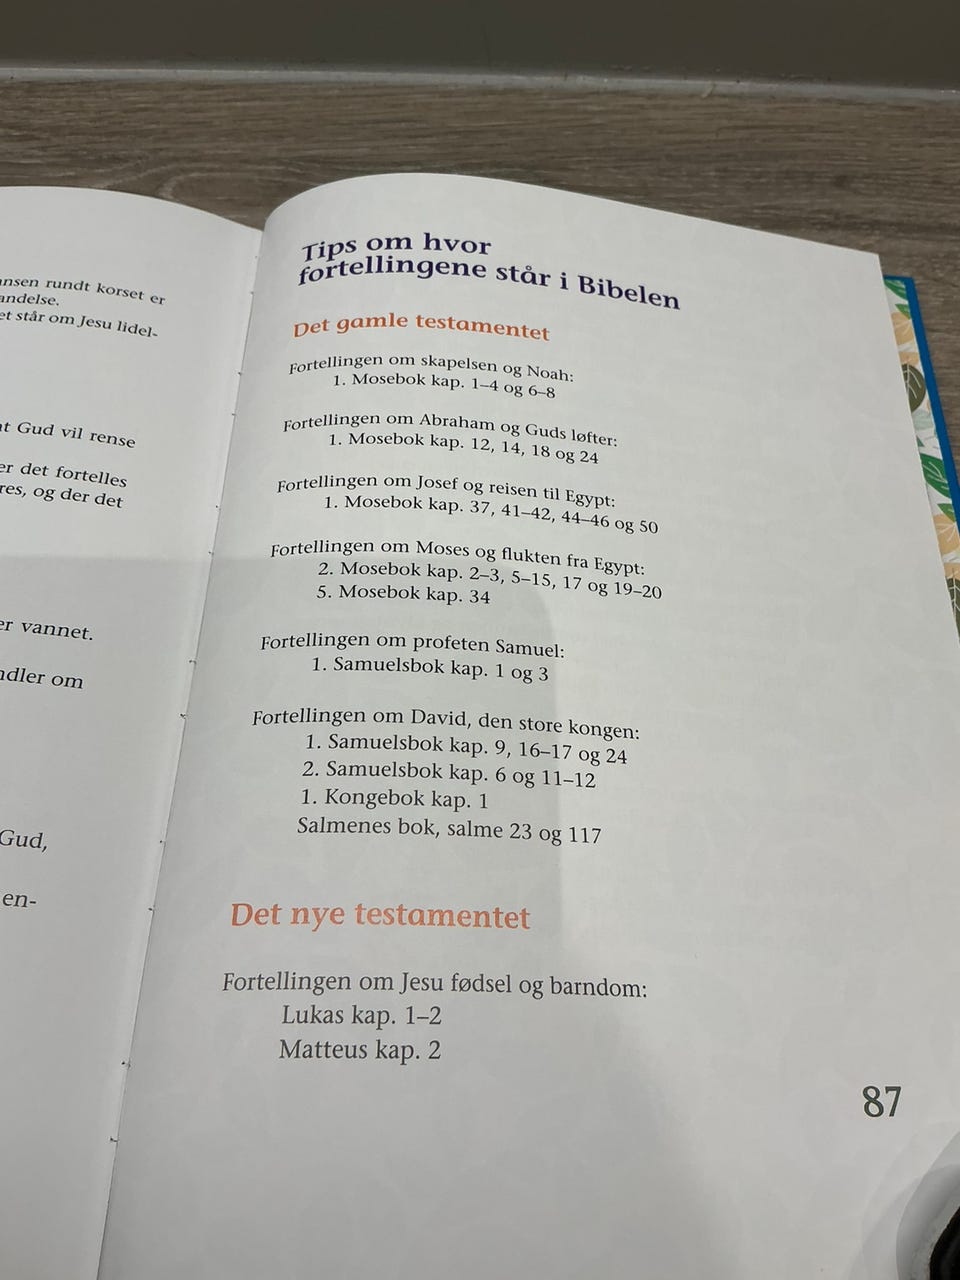 rundt korset er
et står om Jesu lidel-
Gud vil rense
er det fortelles
og der det
er vannet.
om
Gud,
en-
Tips om hvor
fortellingene står i Bibelen
Det gamle testamentet
Fortellingen om skapelsen og Noah:
1. Mosebok kap. 1–4 og 6–8
Fortellingen om Abraham og Guds løfter:
1. Mosebok kap. 12, 14, 18 og 24
Fortellingen om Josef og reisen til Egypt:
1. Mosebok kap. 37, 41–42, 44–46 og 50
Fortellingen om Moses og flukten fra Egypt:
2. Mosebok kap. 2–3, 5–15, 17 og 19–20
5. Mosebok kap. 34
Fortellingen om profeten Samuel:
1. Samuelsbok kap. 1 og 3
Fortellingen om David, den store kongen:
1. Samuelsbok kap. 9, 16–17 og 24
2. Samuelsbok kap. 6 og 11–12
1. Kongebok kap. 1
Salmenes bok, salme 23 og 117
Det nye testamentet
Fortellingen om Jesu fødsel og barndom:
Lukas kap. 1–2
Matteus kap. 2
87